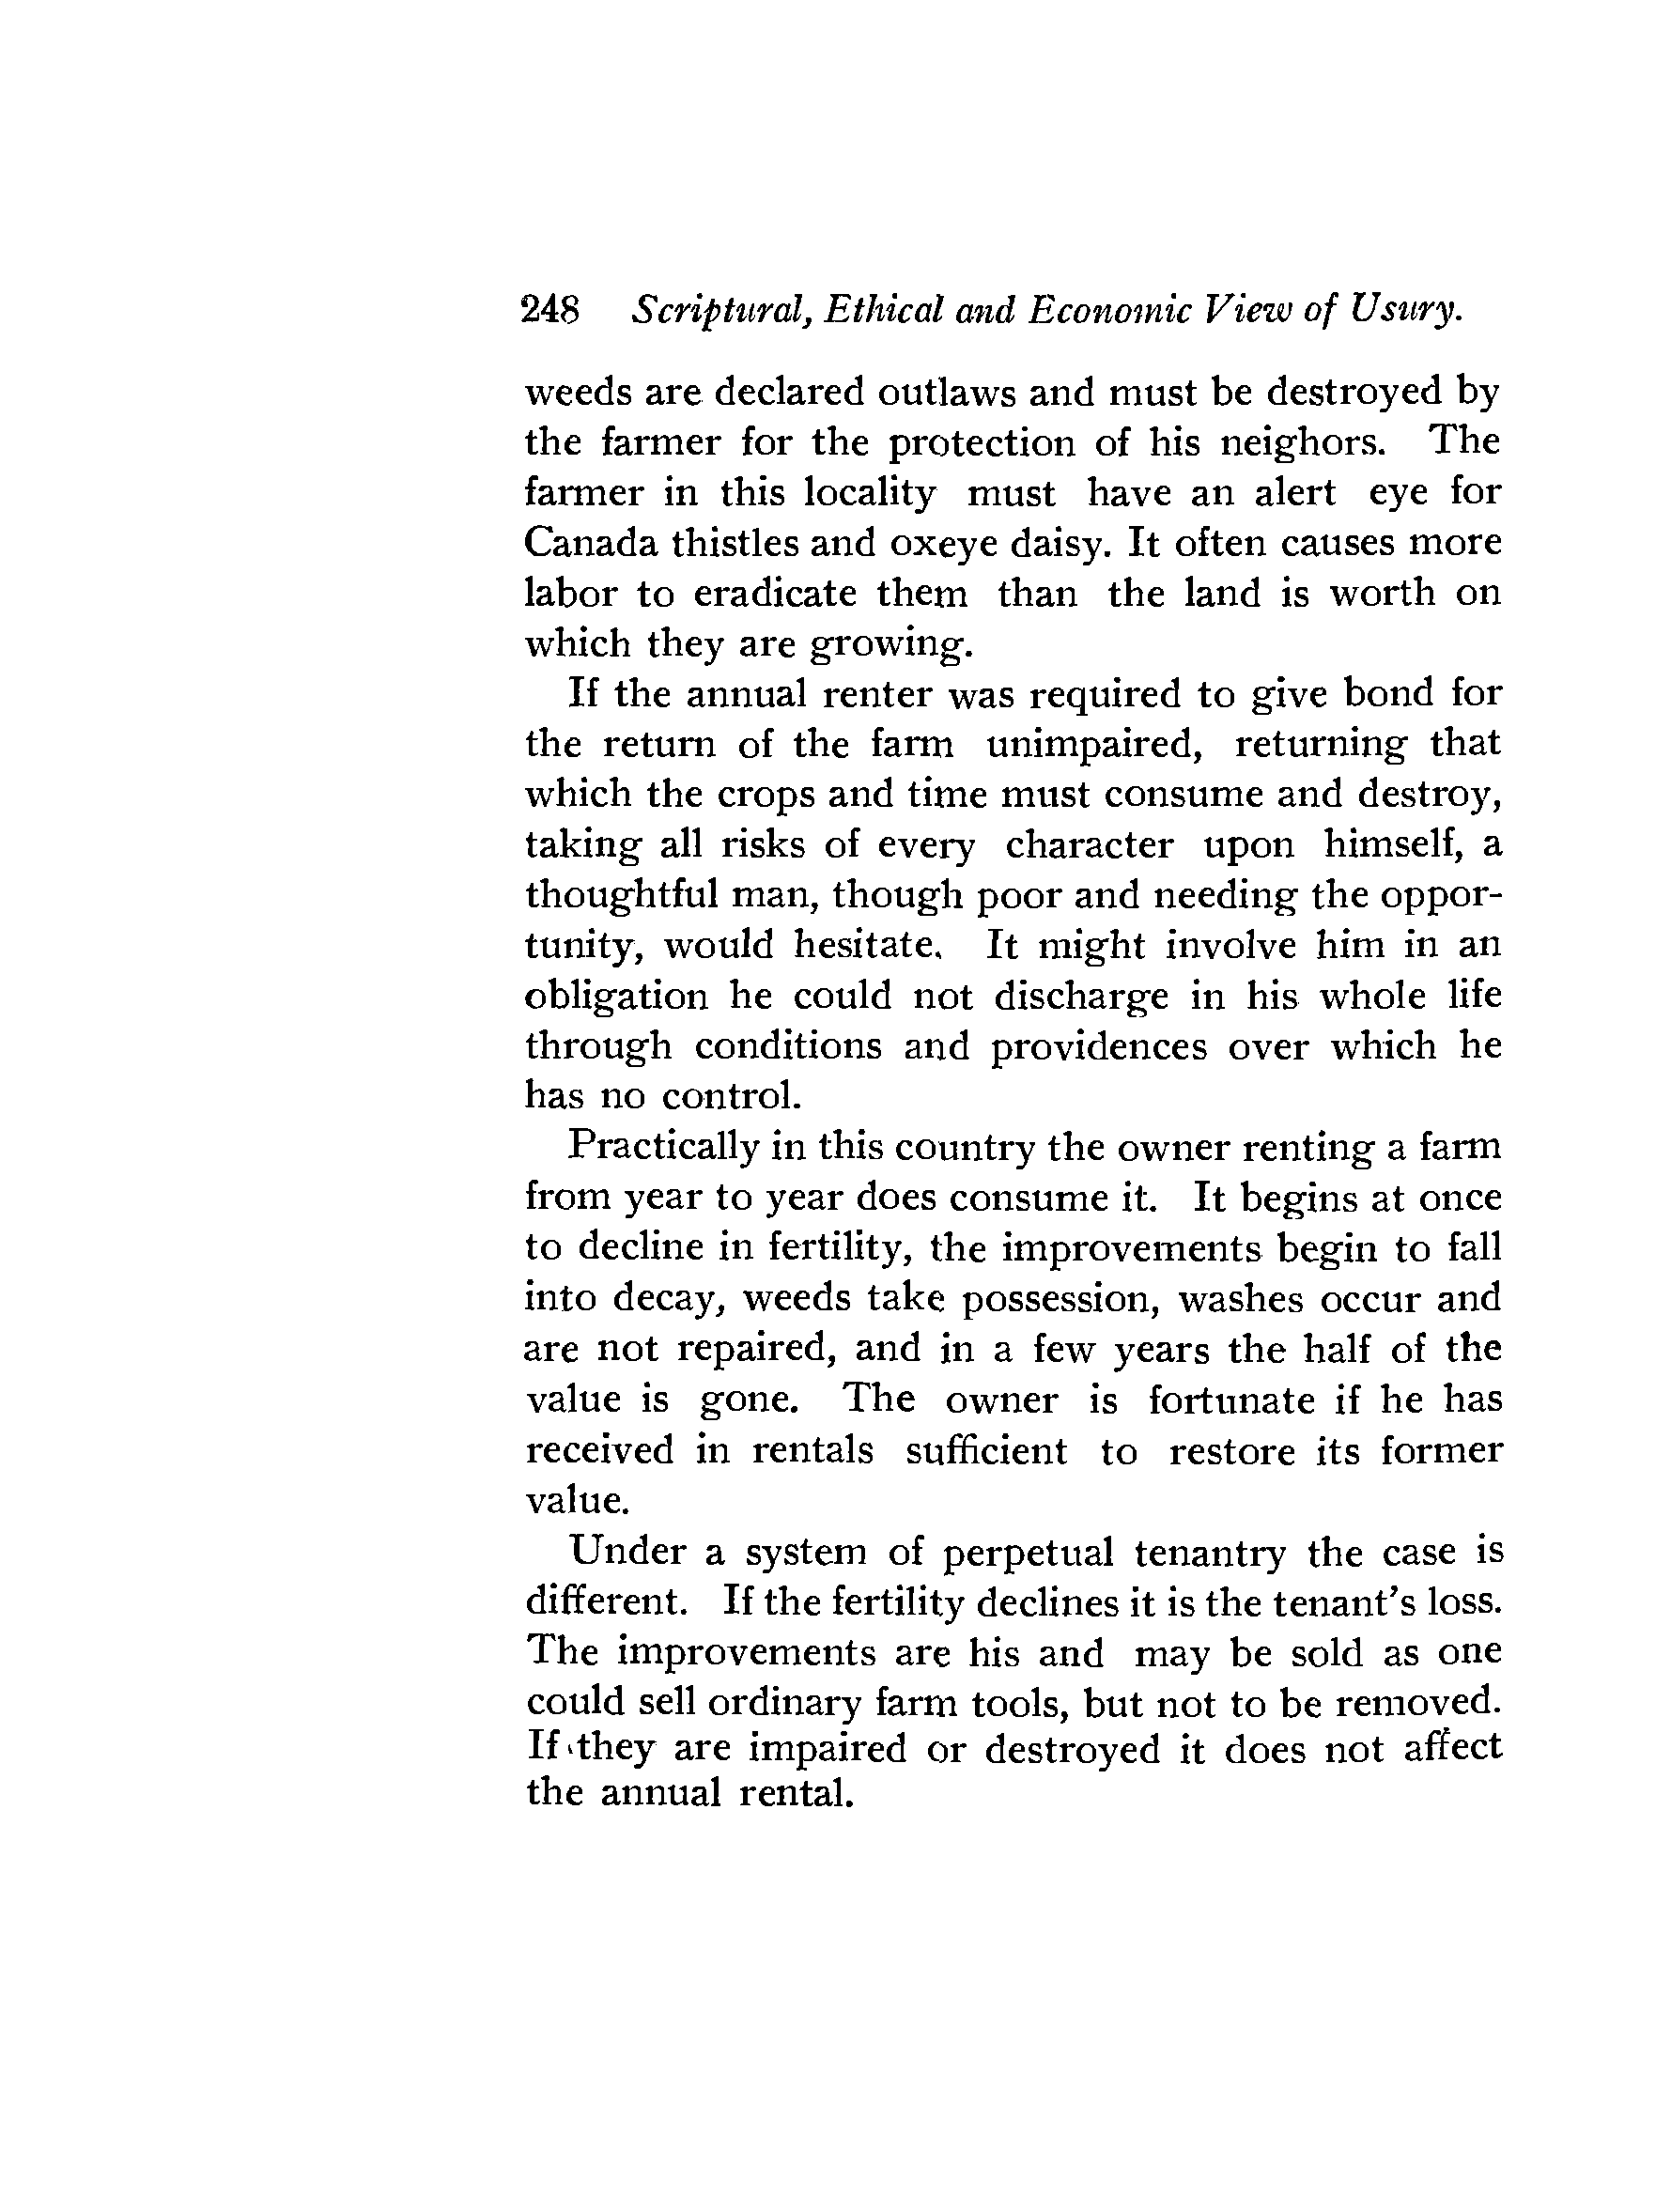 248 Scriptural, Ethical and Economic View of Usury.
weeds are declared outlaws and must be destroyed by
the farmer for the protection of his neighors. The
farmer in this locality must have an alert eye for
Canada thistles and oxeye daisy. It often causes more
labor to eradicate them than the land is worth on
which they are growing.
If the annual renter was required to give bond for
the return of the farm unimpaired, returning that
which the crops and time must consume and destroy,
taking all risks of every character upon himself, a
thoughtful man, though poor and needing the oppor-
tunity, would hesitate. It might involve him in an
obligation he could not discharge in his whole life
through conditions and providences over which he
has no control.
Practically in this country the owner renting a farm
from year to year does consume it. It begins at once
to decline in fertility, the improvements begin to fall
into decay, weeds take possession, washes occur and
are not repaired, and in a few years the half of the
value is gone. The owner is fortunate if he has
received in rentals sufficient to restore its former
value.
Under a system of perpetual tenantry the case is
different. If the fertility declines it is the tenant's loss.
The improvements are his and may be sold as one
could sell ordinary farm tools, but not to be removed.
If they are impaired or destroyed it does not affect
the annual rental.